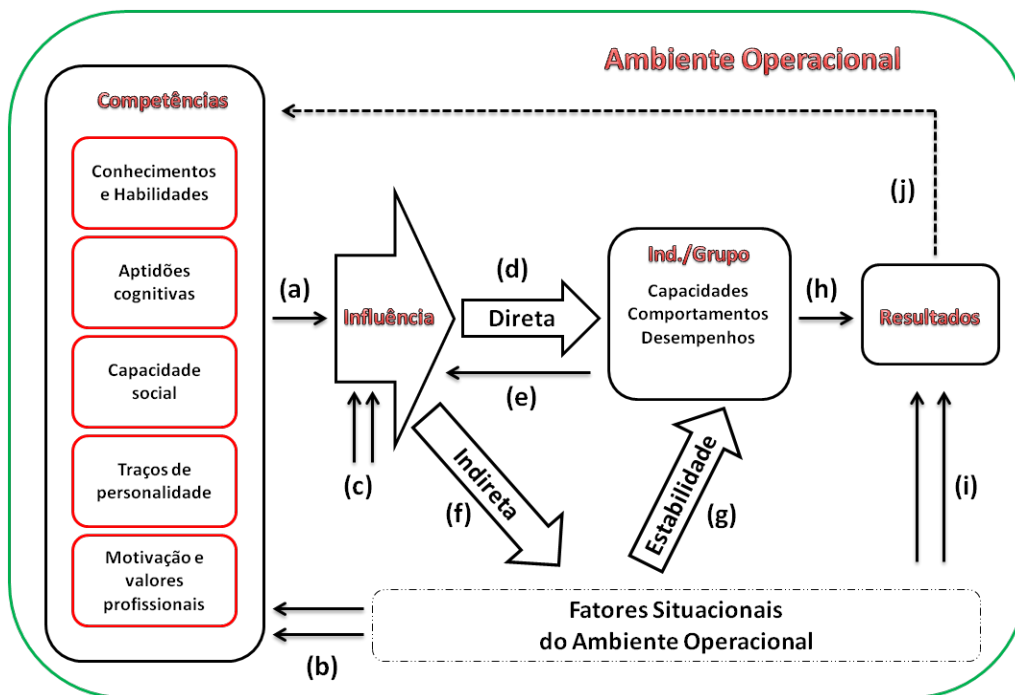 Ambiente Operacional
Competências
Conhecimentos
e Habilidades
Aptidões
cognitivas
Capacidade
social
Traços de
personalidade
Motivação e
valores
profissionais
(a)
(b)
Influência
(c)
(d)
Direta
(e)
(f)
Indireta
Ind./Grupo
Capacidades
Comportamentos
Desempenhos
Estabilidade
(g)
(h)
Resultados
(i)
(j)
Fatores Situacionais
do Ambiente Operacional